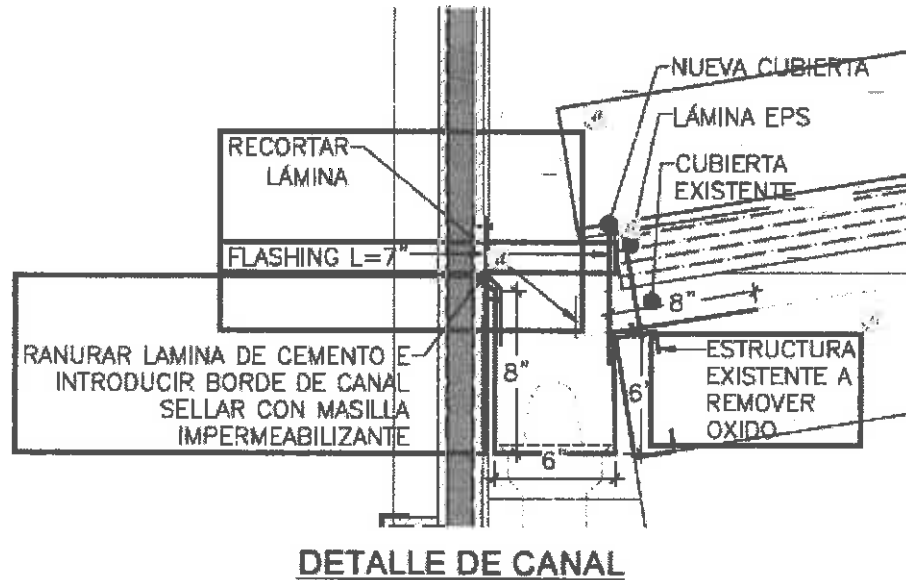 NUEVA CUBIERTA
LÁMINA EPS
RECORTAR
LÁMINA
CUBIERTA
EXISTENTE
FLASHING L=7"
a
8"
RANURAR LAMINA DE CEMENTO E
INTRODUCIR BORDE DE CANAL
SELLAR CON MASILLA
IMPERMEABILIZANTE
8"
6"
6"
ESTRUCTURA
EXISTENTE A
REMOVER
OXIDO
DETALLE DE CANAL